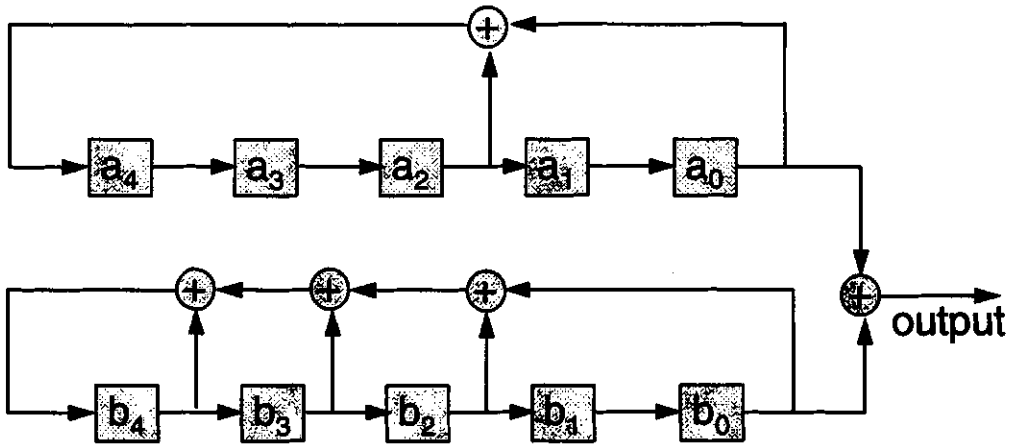 a₄ a₃ a₂ a₁ a₀
output
b₄ b₃ b₂ b₁ b₀